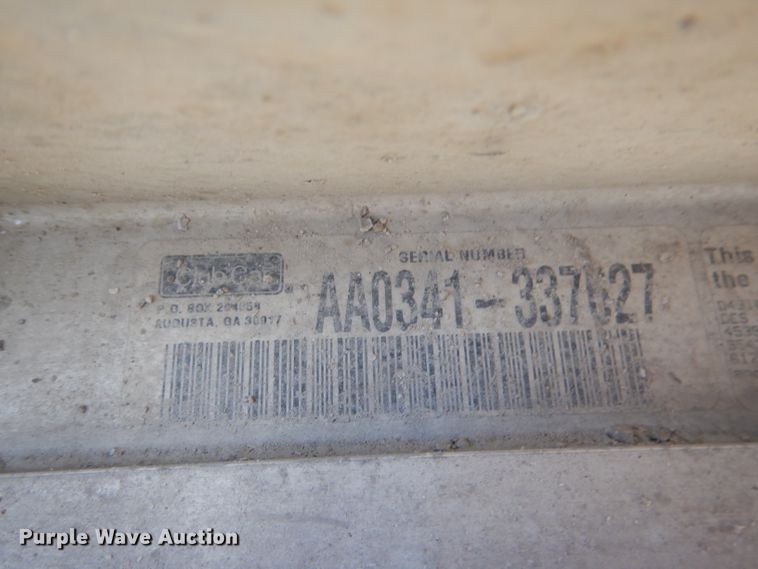 SERIAL NUMBER
P.O. BOX 204658
AUGUSTA, GA 30917
AA0341-337627
This
the
Purple Wave Auction